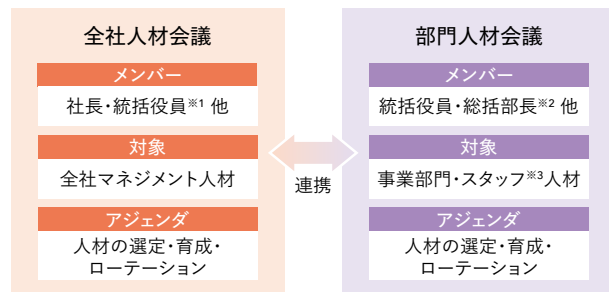 全社人材会議
メンバー
社長・統括役員※1 他
対象
全社マネジメント人材
アジェンダ
人材の選定・育成・
ローテーション
連携
部門人材会議
メンバー
統括役員・総括部長※2 他
対象
事業部門・スタッフ※3人材
アジェンダ
人材の選定・育成・
ローテーション